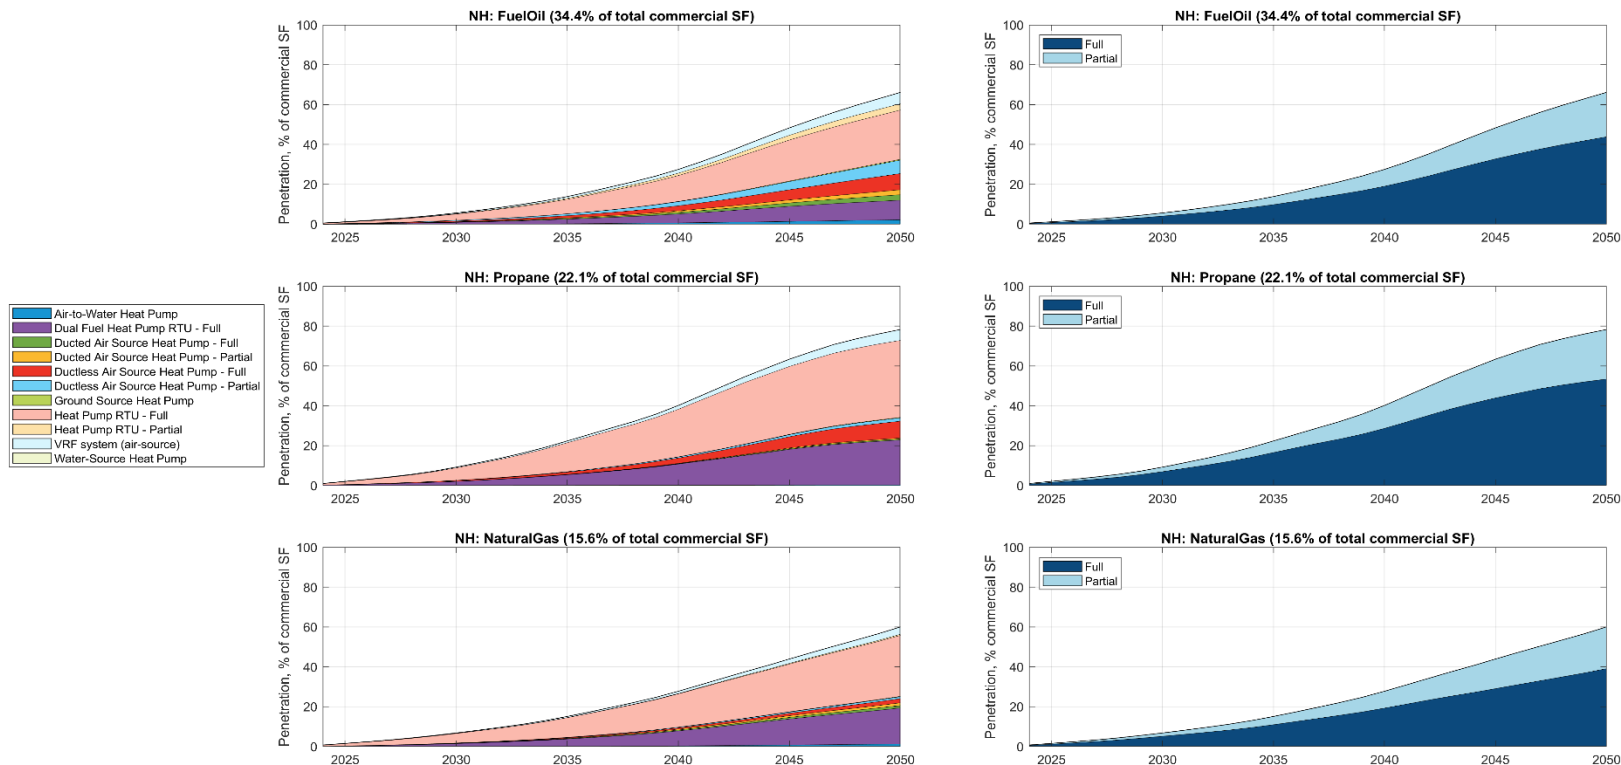 NH: FuelOil (34.4% of total commercial SF)
Penetration, % of commercial SF
100
80
60
40
20
0
2025 2030 2035 2040 2045 2050
NH: FuelOil (34.4% of total commercial SF)
Penetration, % commercial SF
100
80
60
40
20
0
Full
Partial
2025 2030 2035 2040 2045 2050
Air-to-Water Heat Pump
Dual Fuel Heat Pump RTU - Full
Ducted Air Source Heat Pump - Full
Ducted Air Source Heat Pump - Partial
Ductless Air Source Heat Pump - Full
Ductless Air Source Heat Pump - Partial
Ground Source Heat Pump
Heat Pump RTU - Full
Heat Pump RTU - Partial
VRF system (air-source)
Water-Source Heat Pump
NH: Propane (22.1% of total commercial SF)
Penetration, % of commercial SF
100
80
60
40
20
0
2025 2030 2035 2040 2045 2050
NH: Propane (22.1% of total commercial SF)
Penetration, % commercial SF
100
80
60
40
20
0
Full
Partial
2025 2030 2035 2040 2045 2050
NH: NaturalGas (15.6% of total commercial SF)
Penetration, % of commercial SF
100
80
60
40
20
0
2025 2030 2035 2040 2045 2050
NH: NaturalGas (15.6% of total commercial SF)
Penetration, % commercial SF
100
80
60
40
20
0
Full
Partial
2025 2030 2035 2040 2045 2050